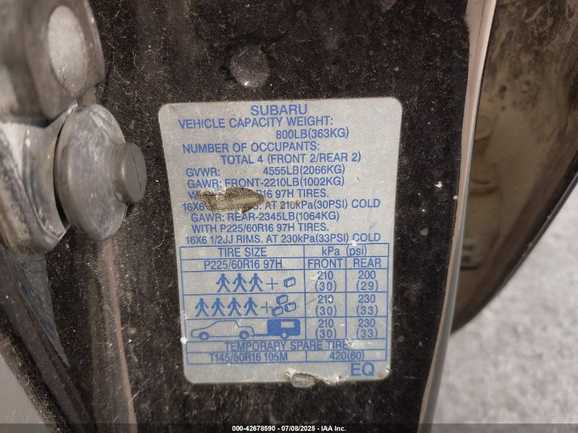 SUBARU
VEHICLE CAPACITY WEIGHT:
800LB(363KG)
NUMBER OF OCCUPANTS:
TOTAL 4 (FRONT 2/REAR 2)
GVWR: 4555LB(2066KG)
GAWR: FRONT-2210LB(1002KG)
R16 97H TIRES.
16X6 RIMS. AT 210kPa(30PSI) COLD
GAWR: REAR-2345LB(1064KG)
WITH P225/60R16 97H TIRES.
16X6 1/2JJ RIMS. AT 230kPa(33PSI) COLD
TIRE SIZE kPa (psi)
P225/60R16 97H FRONT REAR
+ 210 200
(30) (29)
+ 210 230
(30) (33)
210 230
(30) (33)
TEMPORARY SPARE TIRE
420(60)
EQ
000-42678590 - 07/08/2025 - IAA Inc.